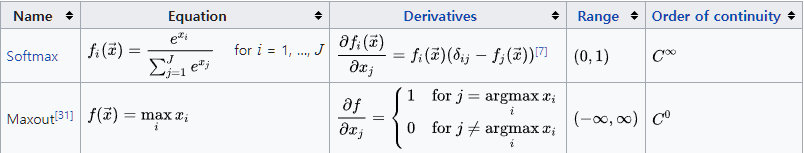 Name Equation Derivatives Range Order of continuity
Softmax f_i(\vec{x}) = \frac{e^{x_i}}{\sum_{j=1}^{J} e^{x_j}} for i = 1, ..., J \frac{\partial f_i(\vec{x})}{\partial x_j} = f_i(\vec{x})(\delta_{ij} - f_j(\vec{x}))[7] (0, 1) C^\infty
Maxout[31] f(\vec{x}) = \max_i x_i \frac{\partial f}{\partial x_j} = \begin{cases} 1 & \text{for } j = \underset{i}{\text{argmax}} \, x_i \\ 0 & \text{for } j \neq \underset{i}{\text{argmax}} \, x_i \end{cases} (-\infty, \infty) C^0